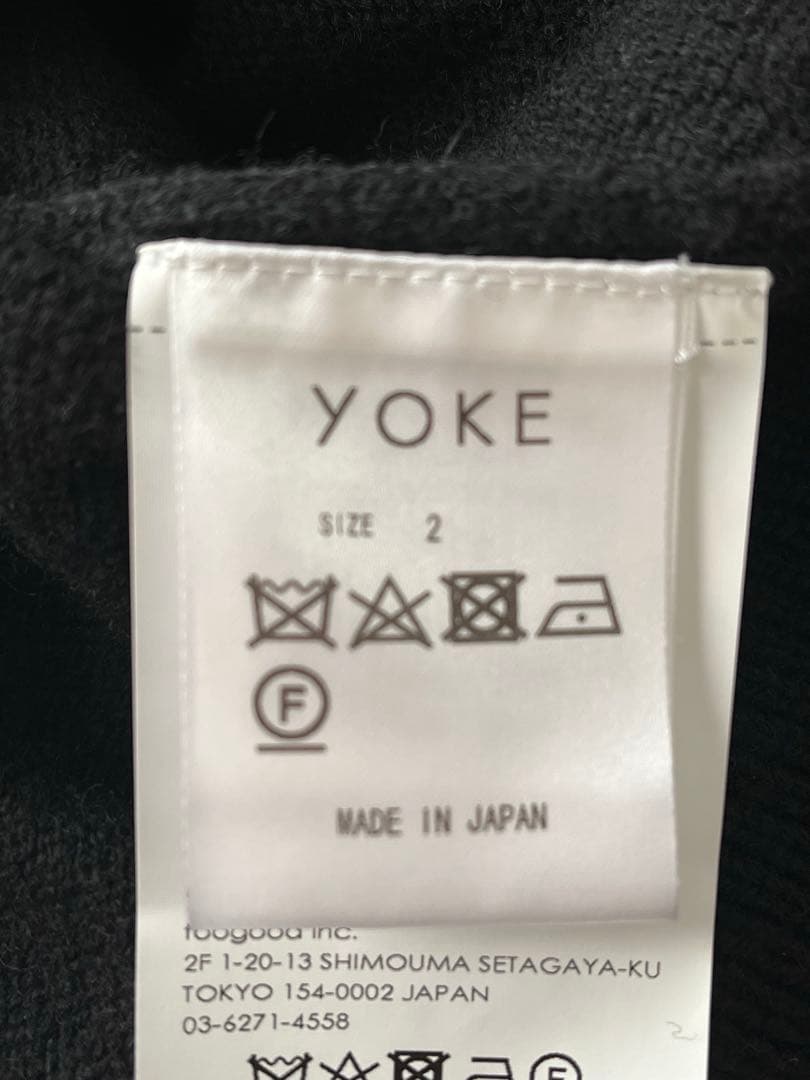 YOKE
SIZE 2
F
MADE IN JAPAN
foogood inc.
2F 1-20-13 SHIMOUMA SETAGAYA-KU
TOKYO 154-0002 JAPAN
03-6271-4558
F